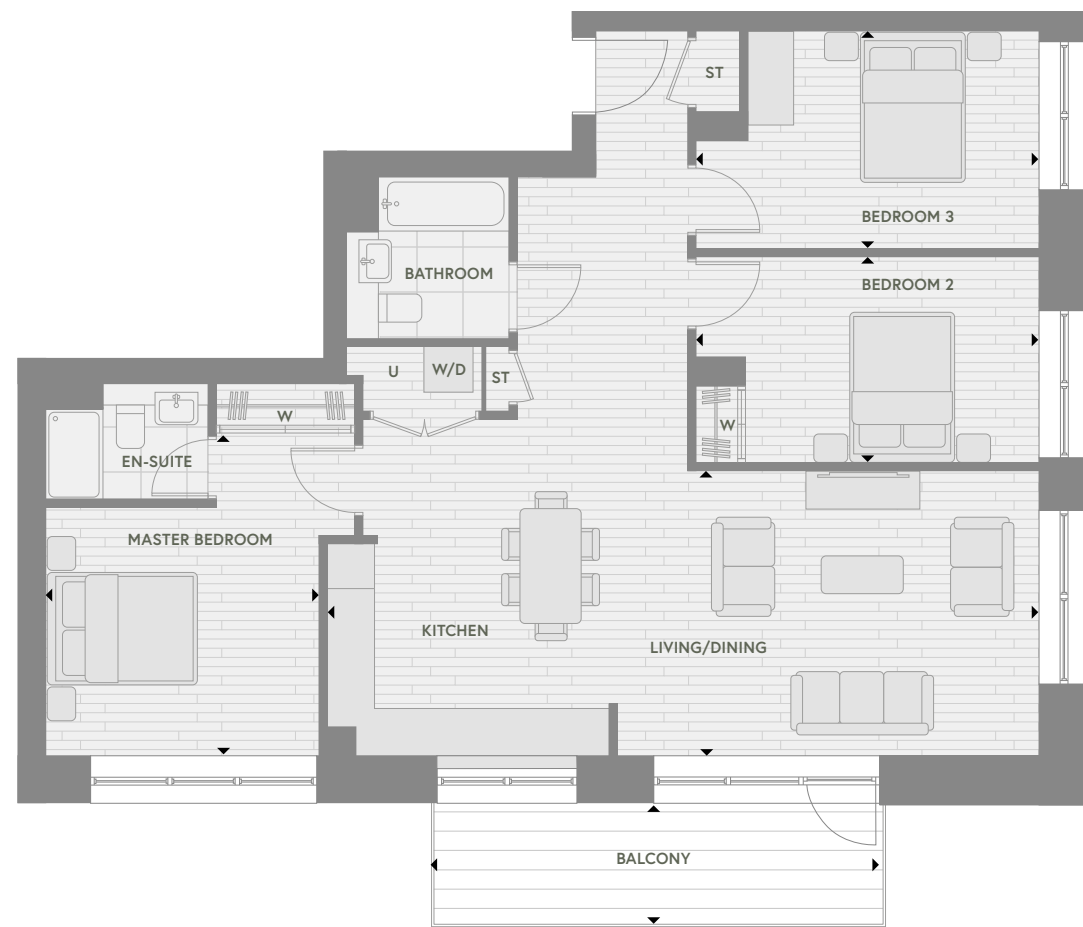 ST
BEDROOM 3
BATHROOM
BEDROOM 2
U
W/D
ST
W
W
EN-SUITE
MASTER BEDROOM
KITCHEN
LIVING/DINING
BALCONY